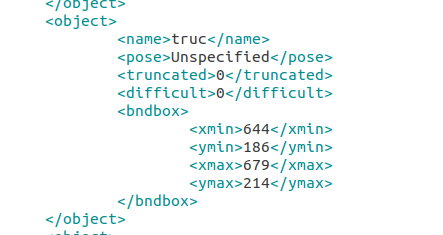 </object>
<object>
<name>truc</name>
<pose>Unspecified</pose>
<truncated>0</truncated>
<difficult>0</difficult>
<bndbox>
<xmin>644</xmin>
<ymin>186</ymin>
<xmax>679</xmax>
<ymax>214</ymax>
</bndbox>
</object>
<object>